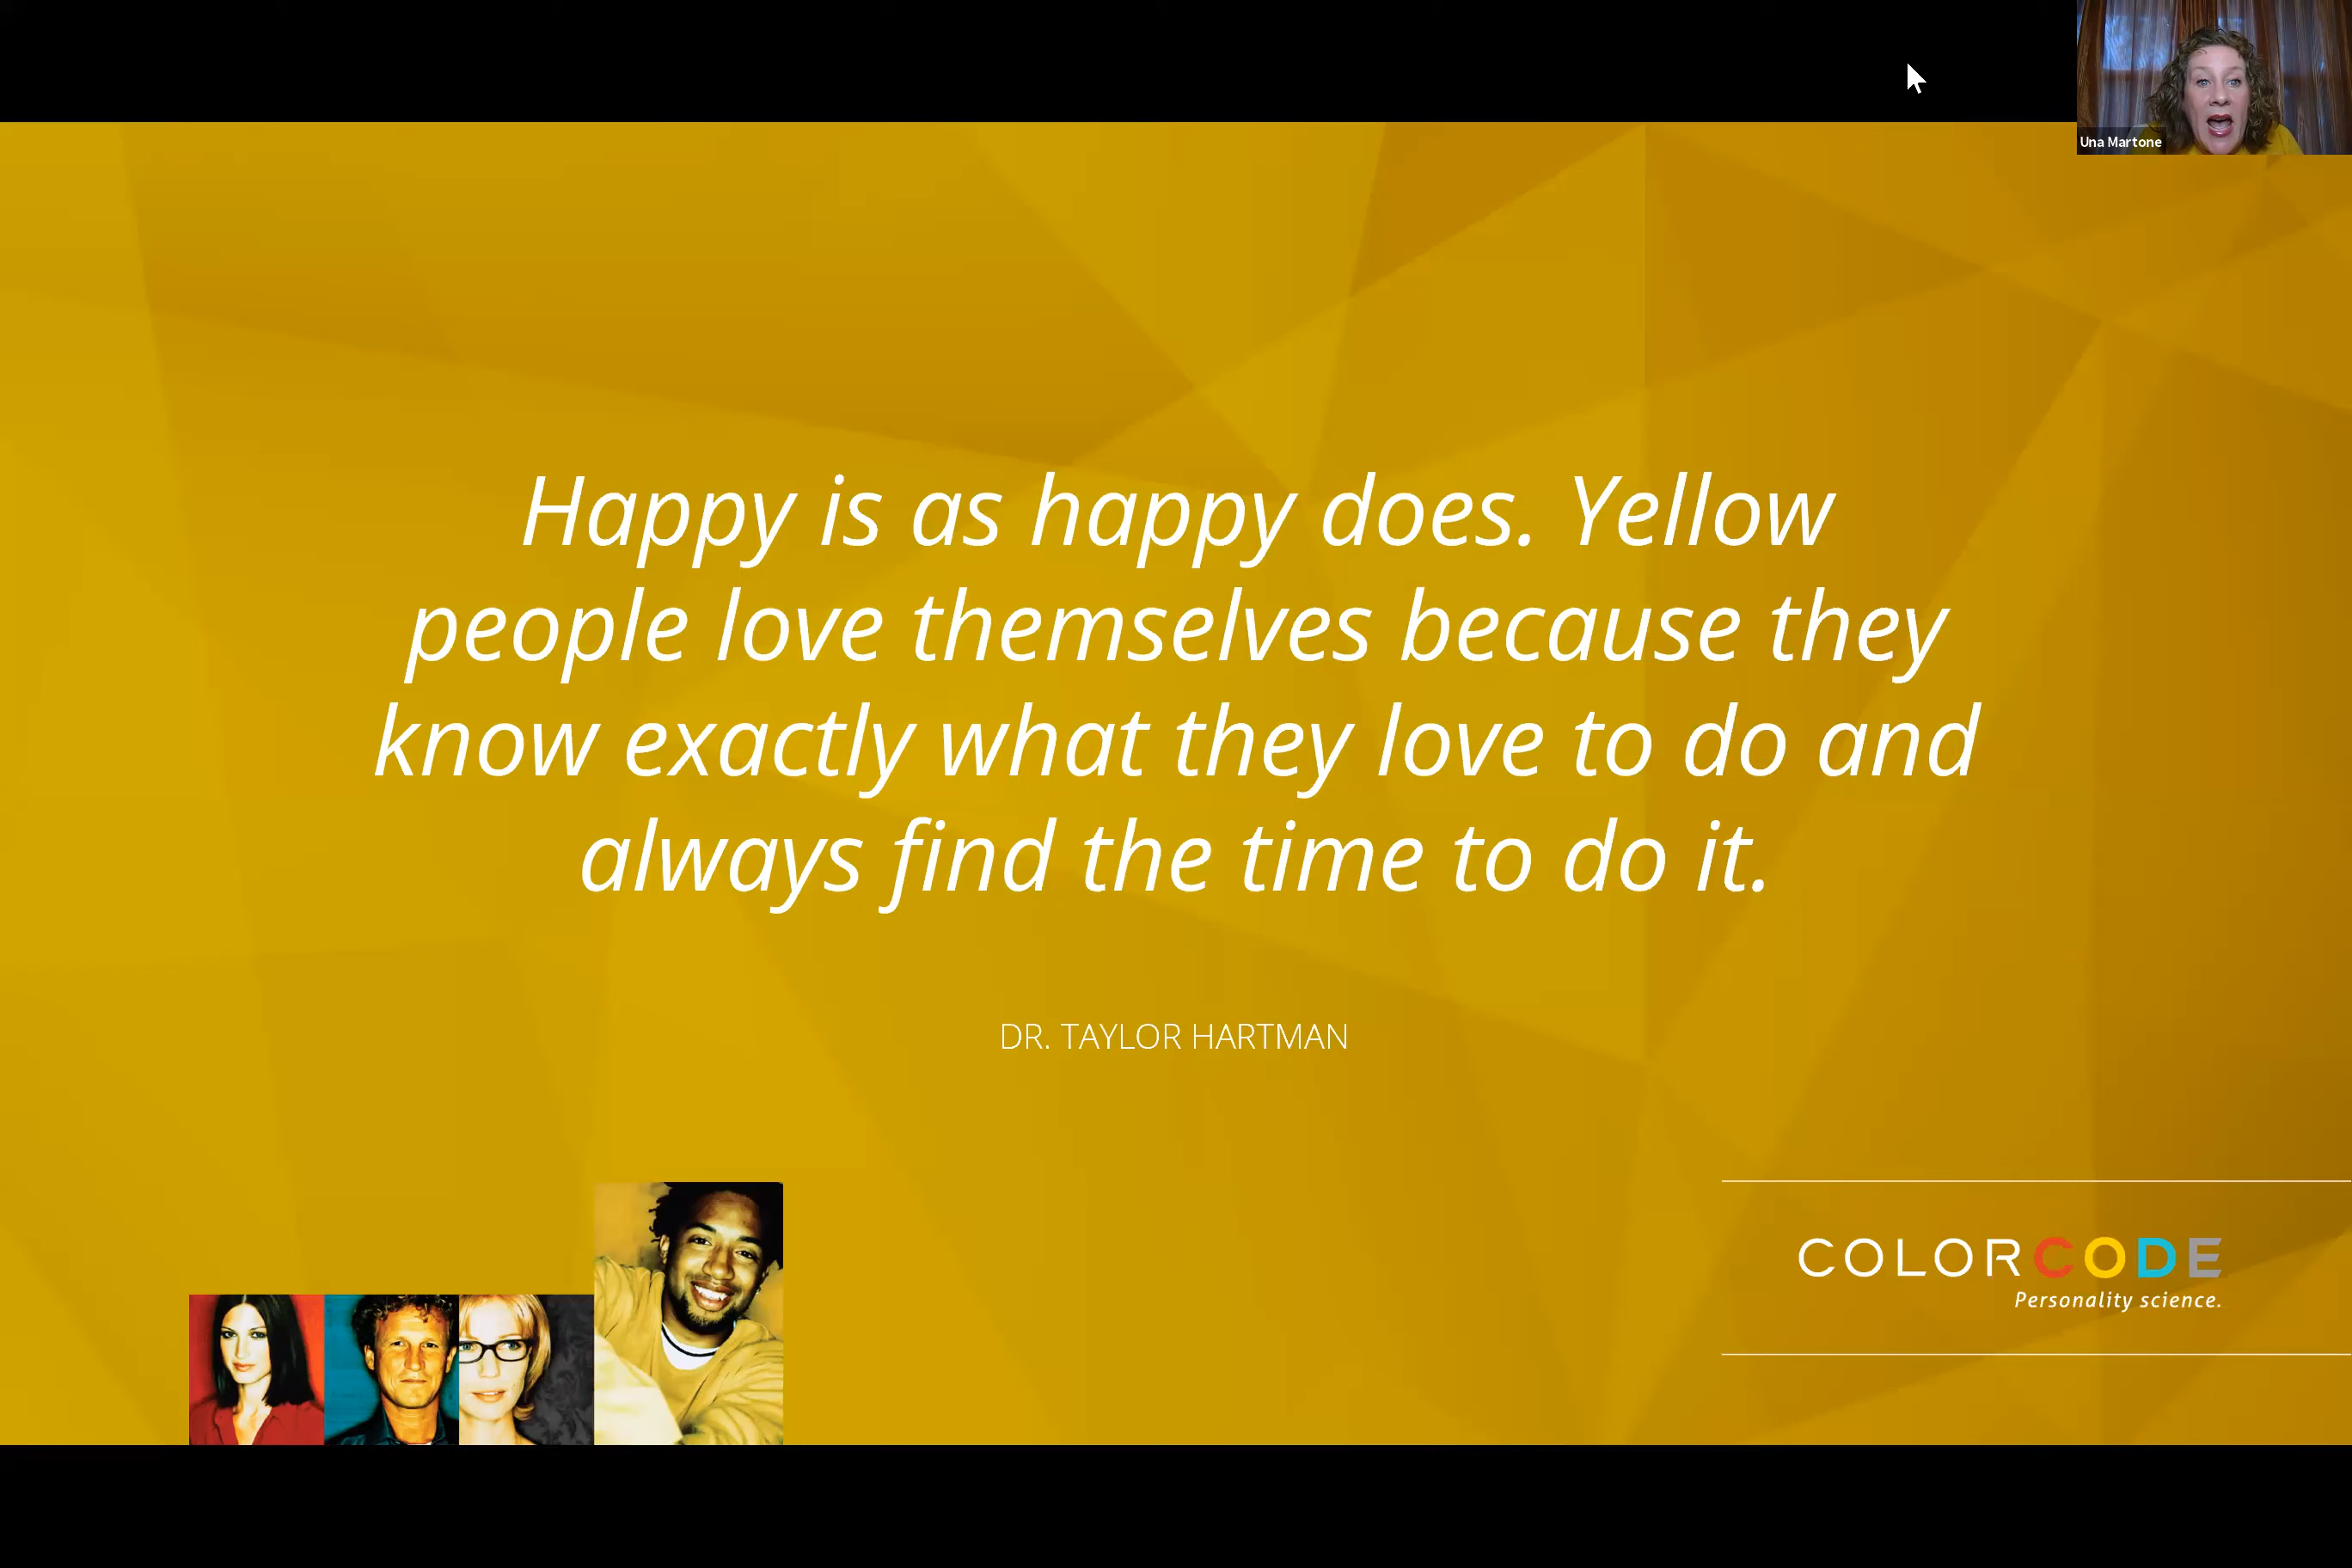 Una Martone
Happy is as happy does. Yellow
people love themselves because they
know exactly what they love to do and
always find the time to do it.
DR. TAYLOR HARTMAN
COLORCODE
Personality science.